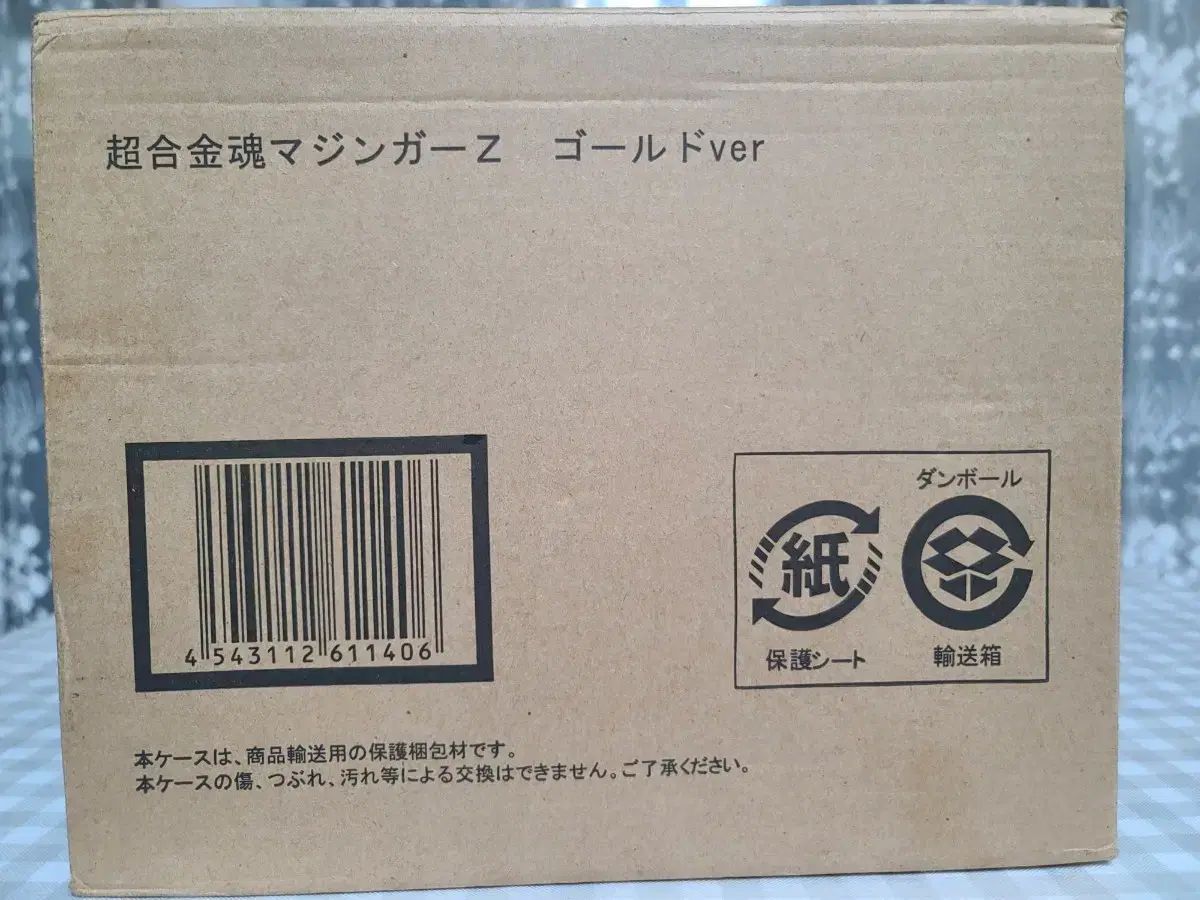 超合金魂マジンガーZ　ゴールドver
4 543112 611406
ダンボール
紙
保護シート
輸送箱
本ケースは、商品輸送用の保護梱包材です。
本ケースの傷、つぶれ、汚れ等による交換はできません。ご了承ください。